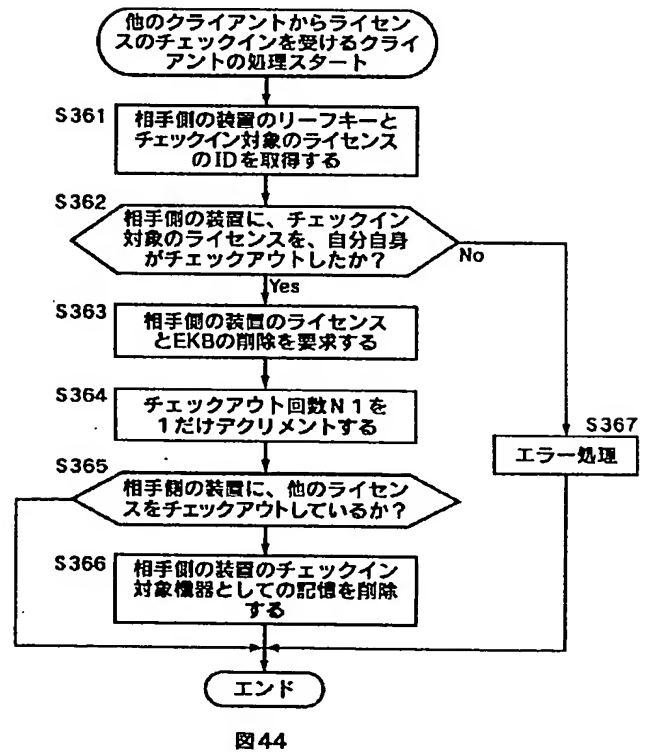 他のクライアントからライセン
スのチェックインを受けるクライ
アントの処理スタート
S361
相手側の装置のリーフキーと
チェックイン対象のライセンス
のIDを取得する
S362
相手側の装置に、チェックイン
対象のライセンスを、自分自身
がチェックアウトしたか？
No
Yes
S363
相手側の装置のライセンス
とEKBの削除を要求する
S364
チェックアウト回数N1を
1だけデクリメントする
S367
エラー処理
S365
相手側の装置に、他のライセン
スをチェックアウトしているか？
S366
相手側の装置のチェックイン
対象機器としての記憶を削除
する
エンド
図44